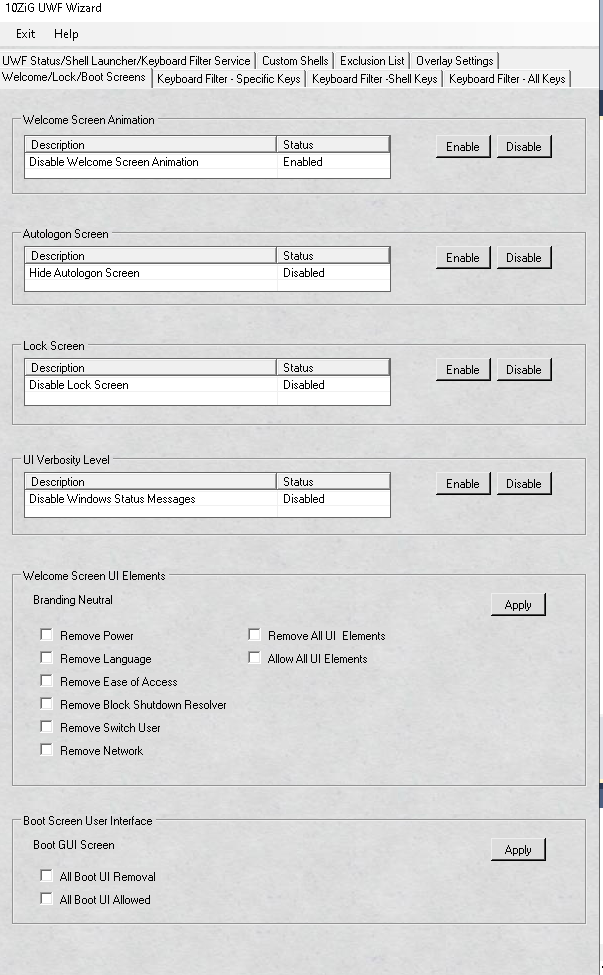 10ZiG UWF Wizard
Exit Help
UWF Status/Shell Launcher/Keyboard Filter Service Custom Shells Exclusion List Overlay Settings
Welcome/Lock/Boot Screens Keyboard Filter - Specific Keys Keyboard Filter -Shell Keys Keyboard Filter - All Keys
Welcome Screen Animation
Description Status
Disable Welcome Screen Animation Enabled
Enable Disable
Autologon Screen
Description Status
Hide Autologon Screen Disabled
Enable Disable
Lock Screen
Description Status
Disable Lock Screen Disabled
Enable Disable
UI Verbosity Level
Description Status
Disable Windows Status Messages Disabled
Enable Disable
Welcome Screen UI Elements
Branding Neutral
Apply
Remove Power Remove All UI Elements
Remove Language Allow All UI Elements
Remove Ease of Access
Remove Block Shutdown Resolver
Remove Switch User
Remove Network
Boot Screen User Interface
Boot GUI Screen
Apply
All Boot UI Removal
All Boot UI Allowed